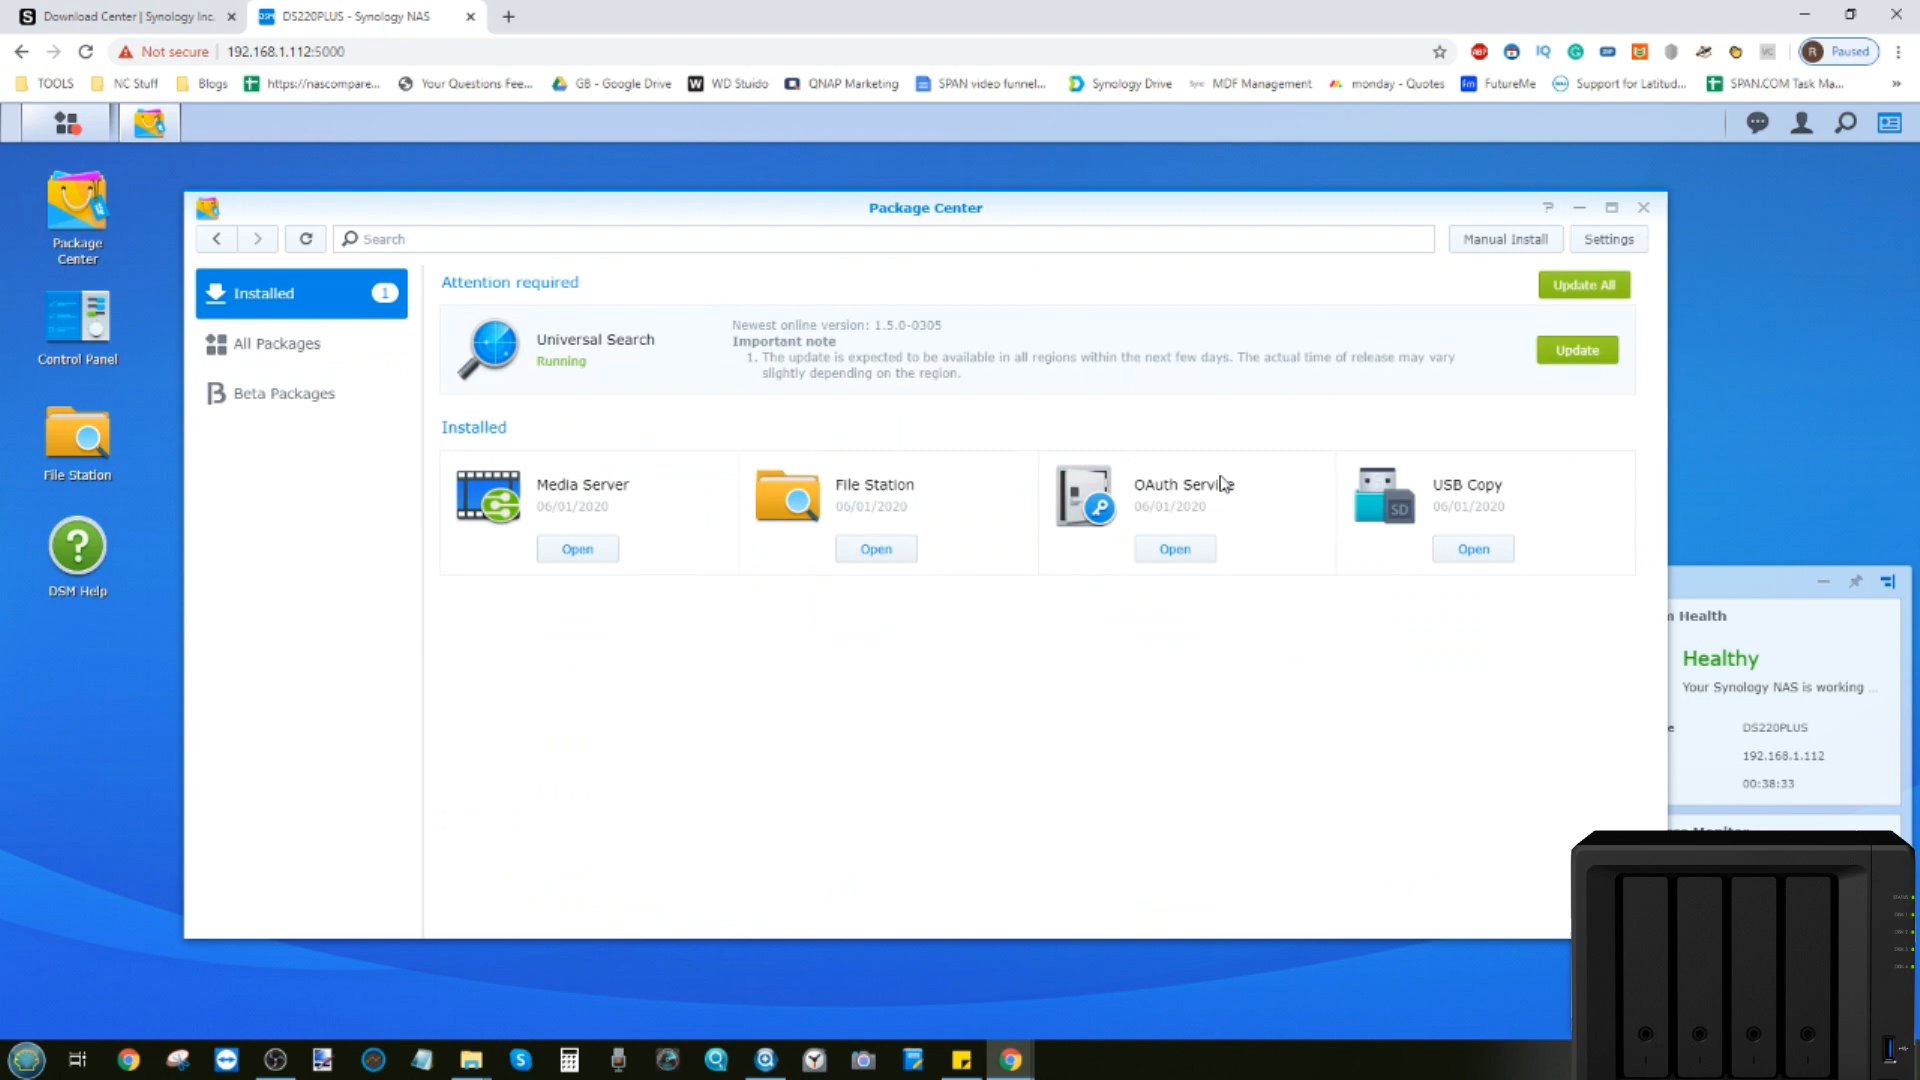 Download Center | Synology Inc.
DS220PLUS - Synology NAS
Not secure
192.168.1.112:5000
Paused
TOOLS
NC Stuff
Blogs
https://nascompare...
Your Questions Fee...
GB - Google Drive
WD Stuido
QNAP Marketing
SPAN video funnel...
Synology Drive
MDF Management
monday - Quotes
FutureMe
Support for Latitud...
SPAN.COM Task Ma...
Package Center
Control Panel
File Station
DSM Help
Package Center
Search
Manual Install
Settings
Installed
1
All Packages
Beta Packages
Attention required
Update All
Universal Search
Running
Newest online version: 1.5.0-0305
Important note
1. The update is expected to be available in all regions within the next few days. The actual time of release may vary
slightly depending on the region.
Update
Installed
Media Server
06/01/2020
Open
File Station
06/01/2020
Open
OAuth Service
06/01/2020
Open
USB Copy
06/01/2020
Open
Health
Healthy
Your Synology NAS is working ...
DS220PLUS
192.168.1.112
00:38:33